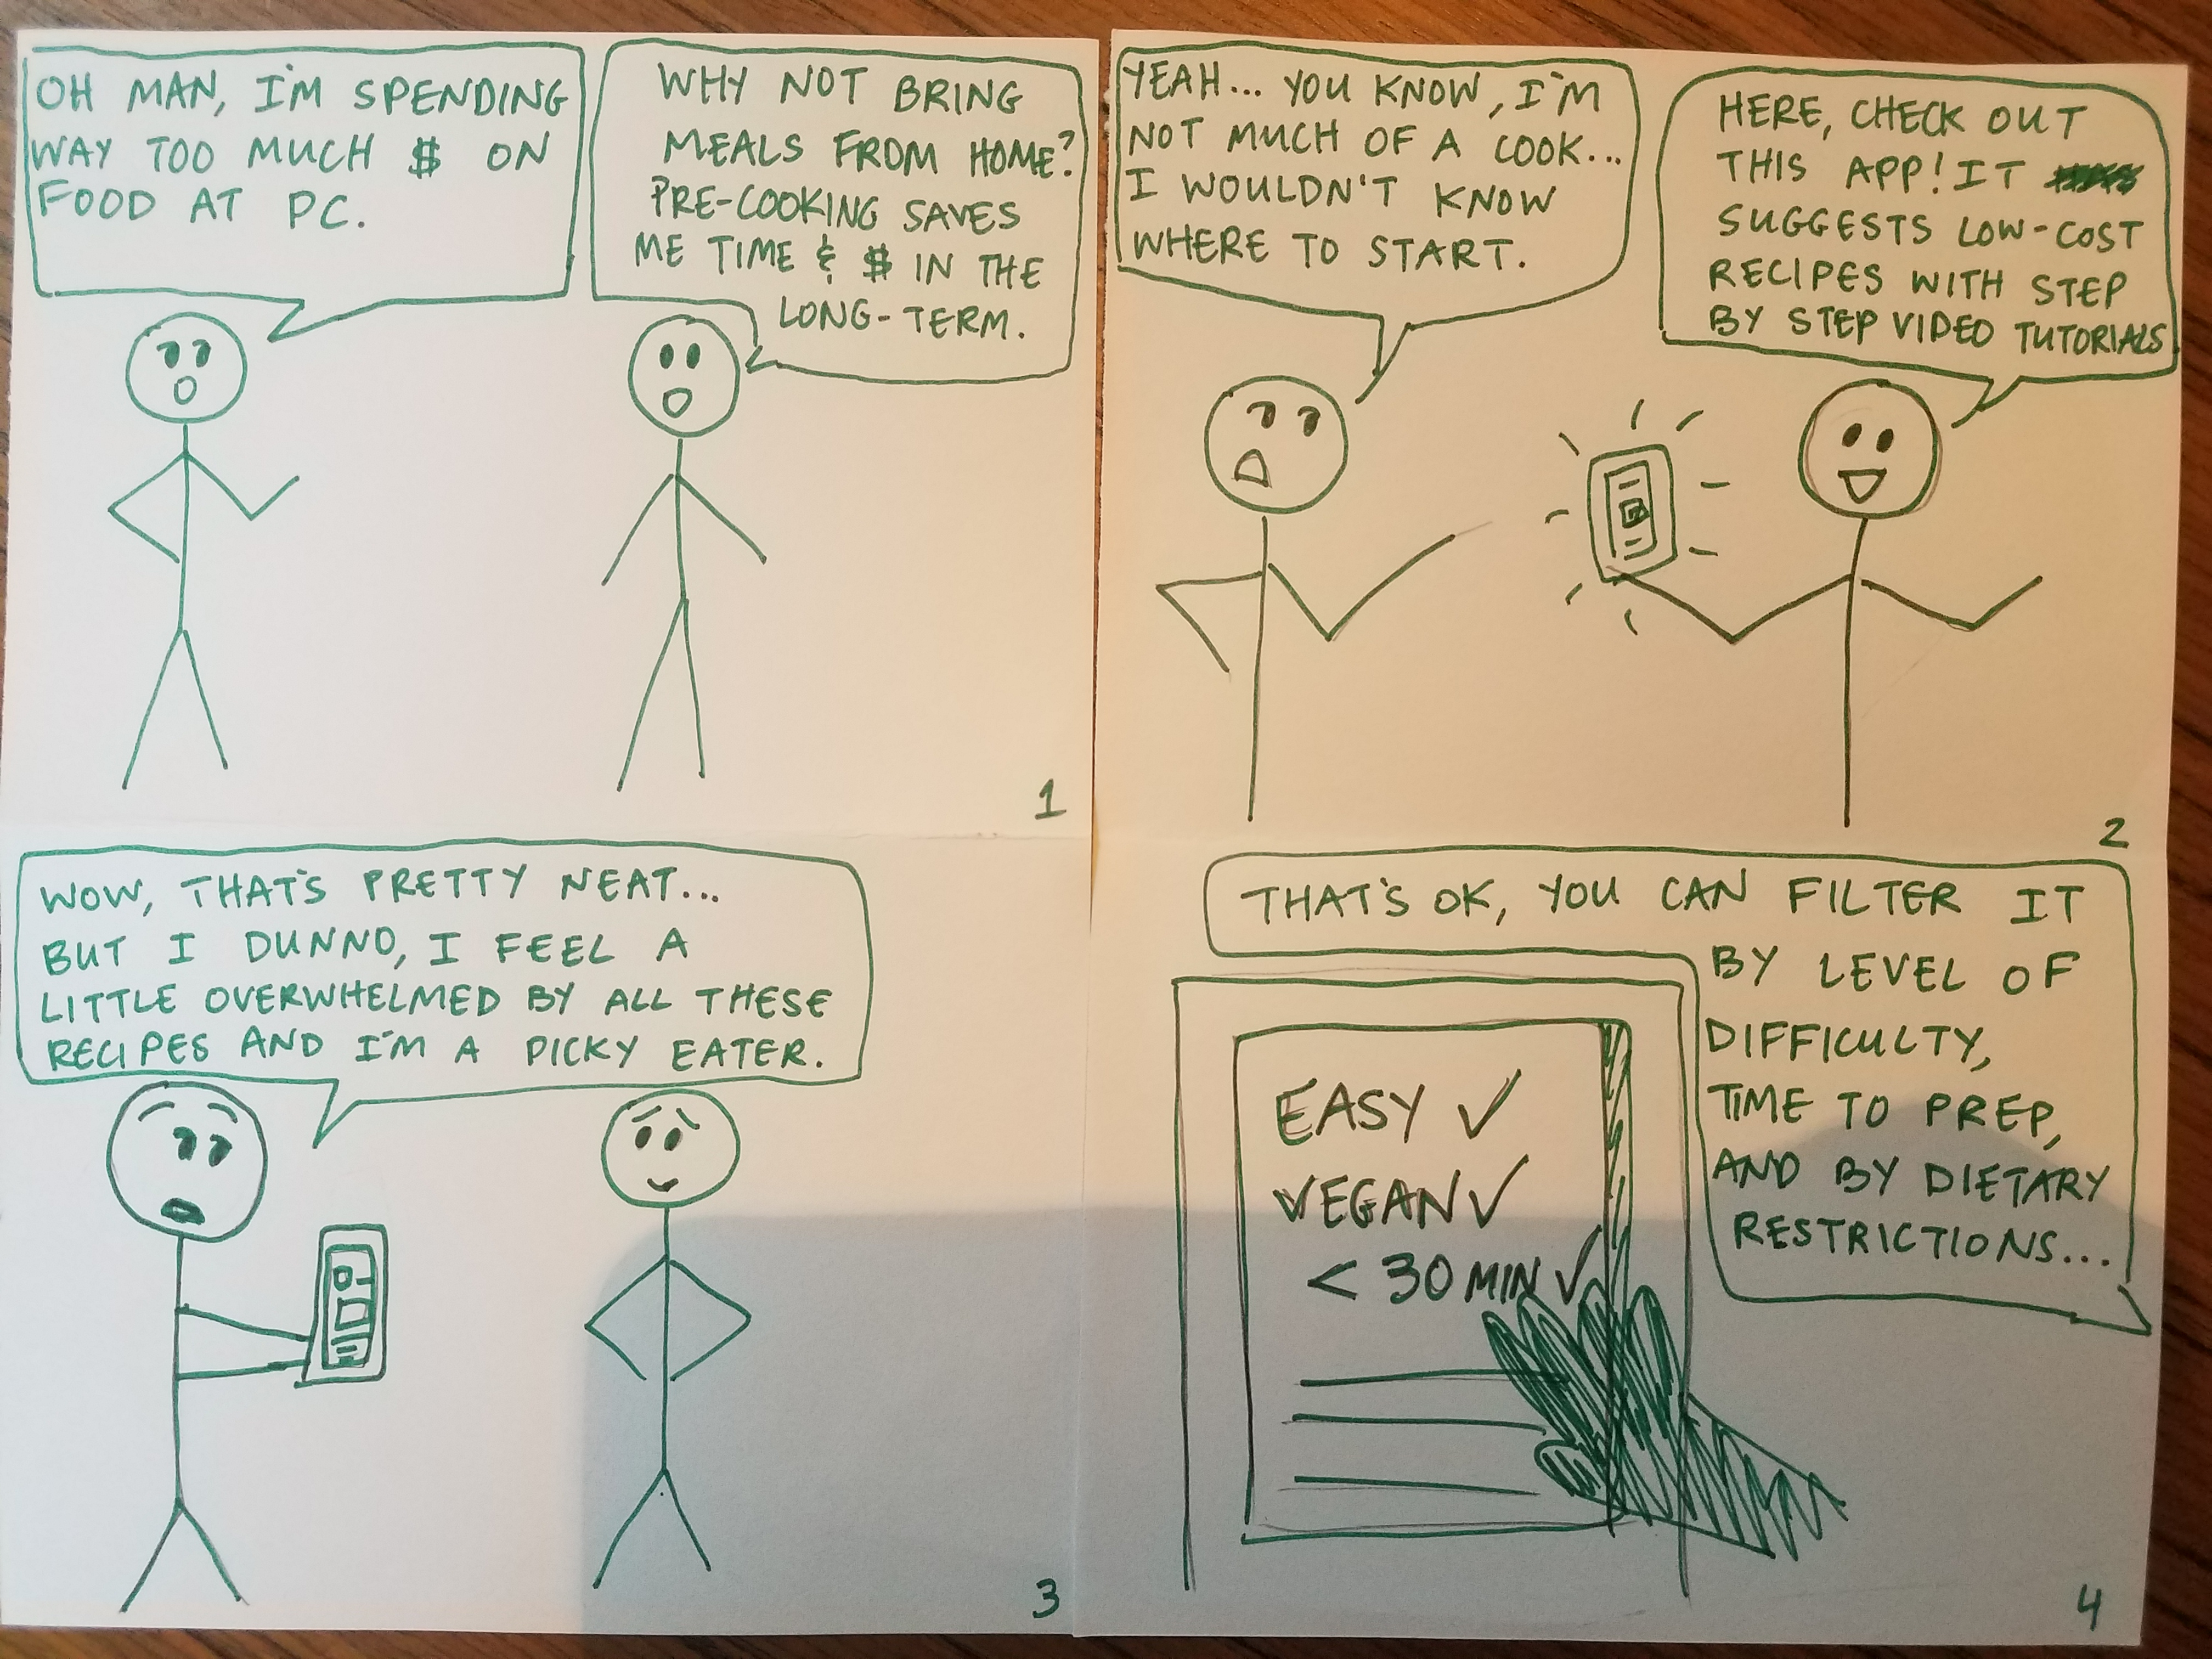 OH MAN, I'M SPENDING
WAY TOO MUCH $ ON
FOOD AT PC.
WHY NOT BRING
MEALS FROM HOME?
PRE-COOKING SAVES
ME TIME & $ IN THE
LONG-TERM.
1
YEAH... YOU KNOW, I'M
NOT MUCH OF A COOK...
I WOULDN'T KNOW
WHERE TO START.
HERE, CHECK OUT
THIS APP! IT
SUGGESTS LOW-COST
RECIPES WITH STEP
BY STEP VIDEO TUTORIALS
2
WOW, THAT'S PRETTY NEAT...
BUT I DUNNO, I FEEL A
LITTLE OVERWHELMED BY ALL THESE
RECIPES AND I'M A PICKY EATER.
3
THAT'S OK, YOU CAN FILTER IT
BY LEVEL OF
DIFFICULTY,
TIME TO PREP,
AND BY DIETARY
RESTRICTIONS...
EASY ✓
VEGAN ✓
< 30 MIN ✓
4